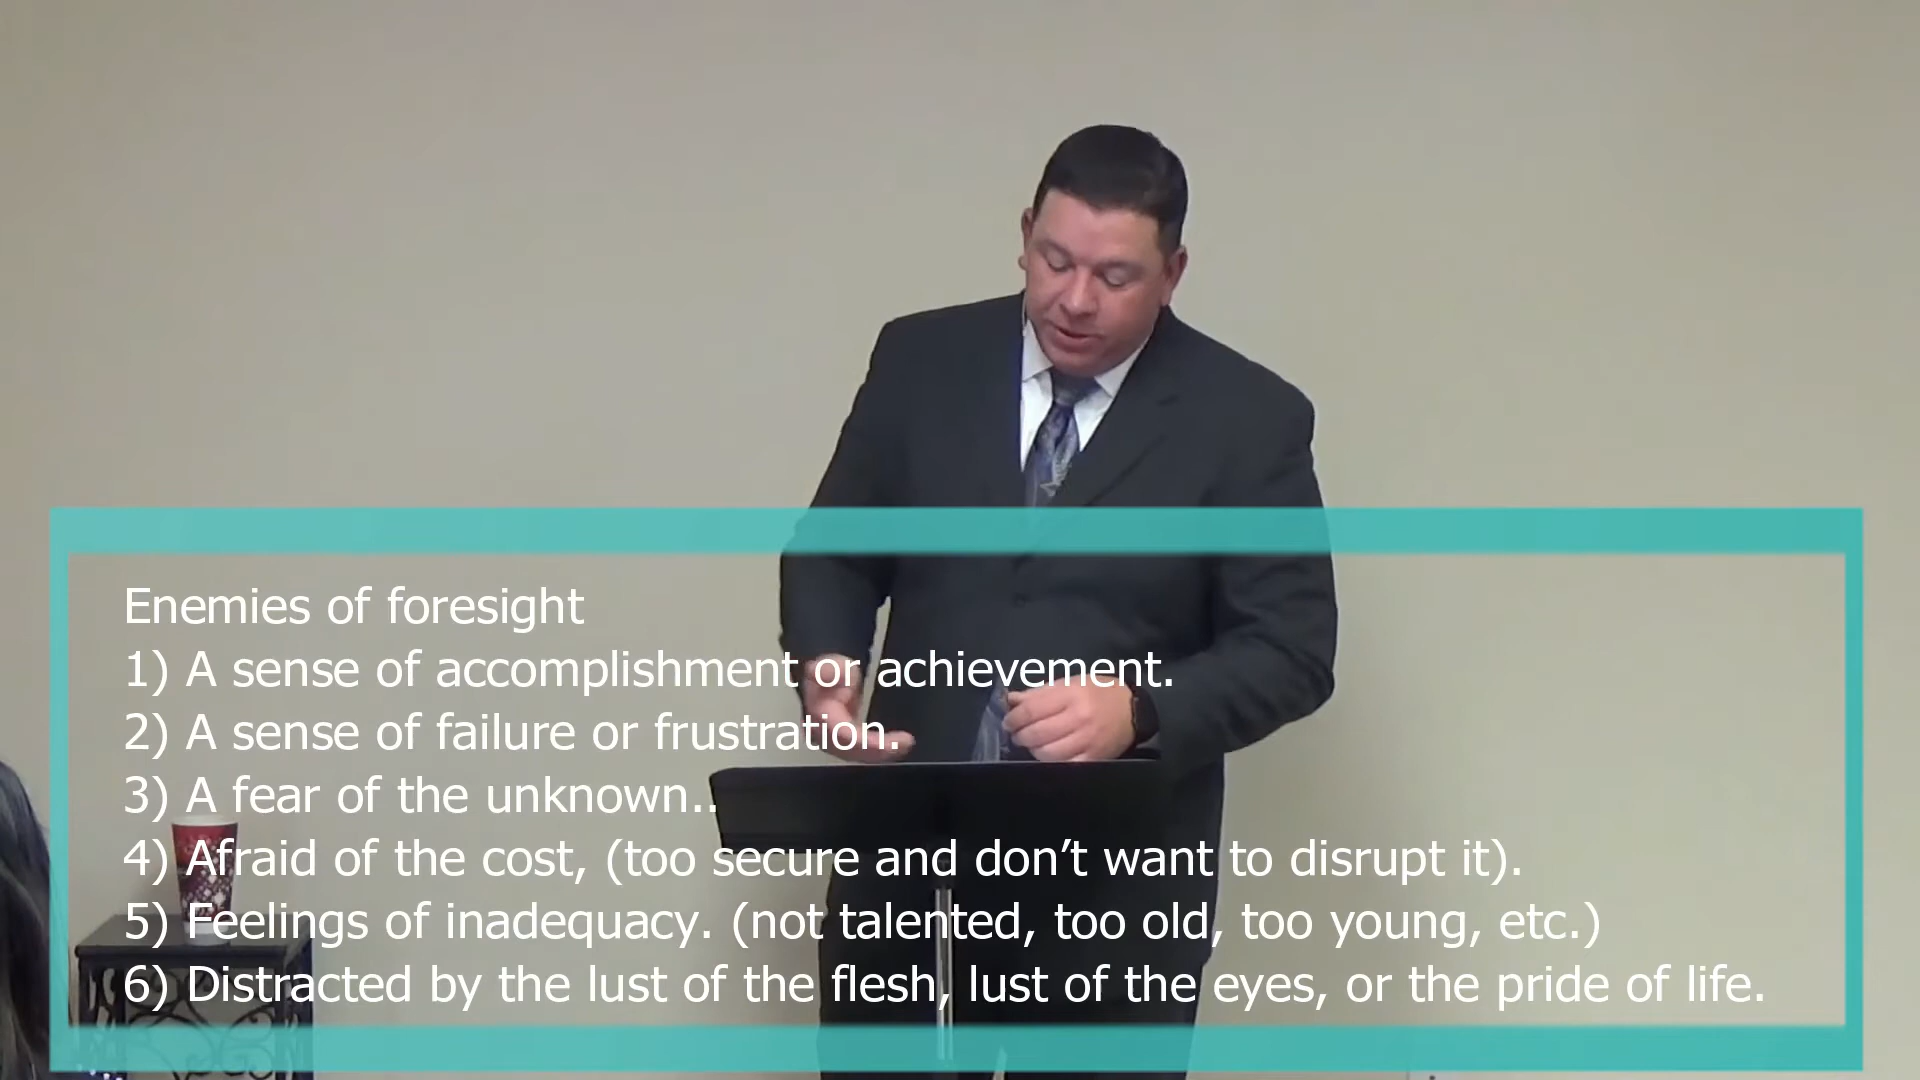 Enemies of foresight
1) A sense of accomplishment or achievement.
2) A sense of failure or frustration.
3) A fear of the unknown..
4) Afraid of the cost, (too secure and don’t want to disrupt it).
5) Feelings of inadequacy. (not talented, too old, too young, etc.)
6) Distracted by the lust of the flesh, lust of the eyes, or the pride of life.